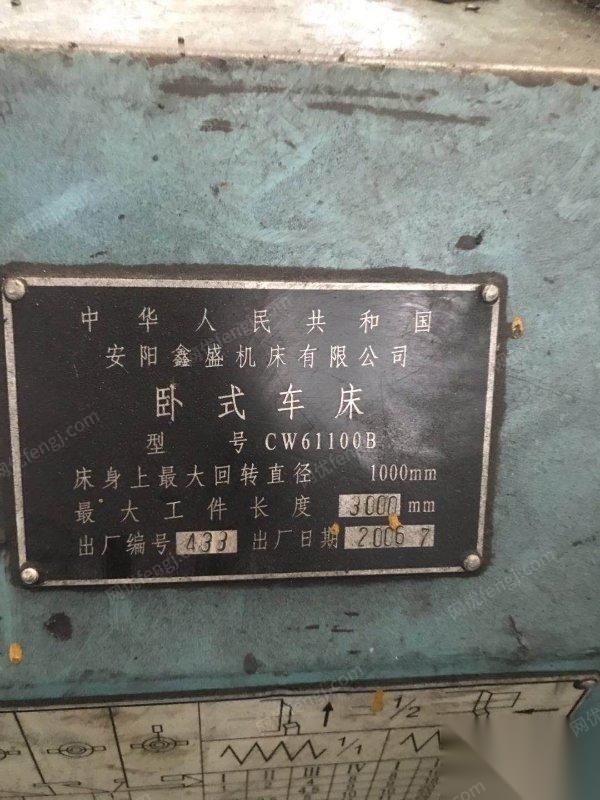 中华人民共和国
安阳鑫盛机床有限公司
卧式车床
型 号 CW61100B
床身上最大回转直径 1000mm
最大工件长度 3000 mm
出厂编号 433 出厂日期 2006 7
1/1 1/2
I II III IV